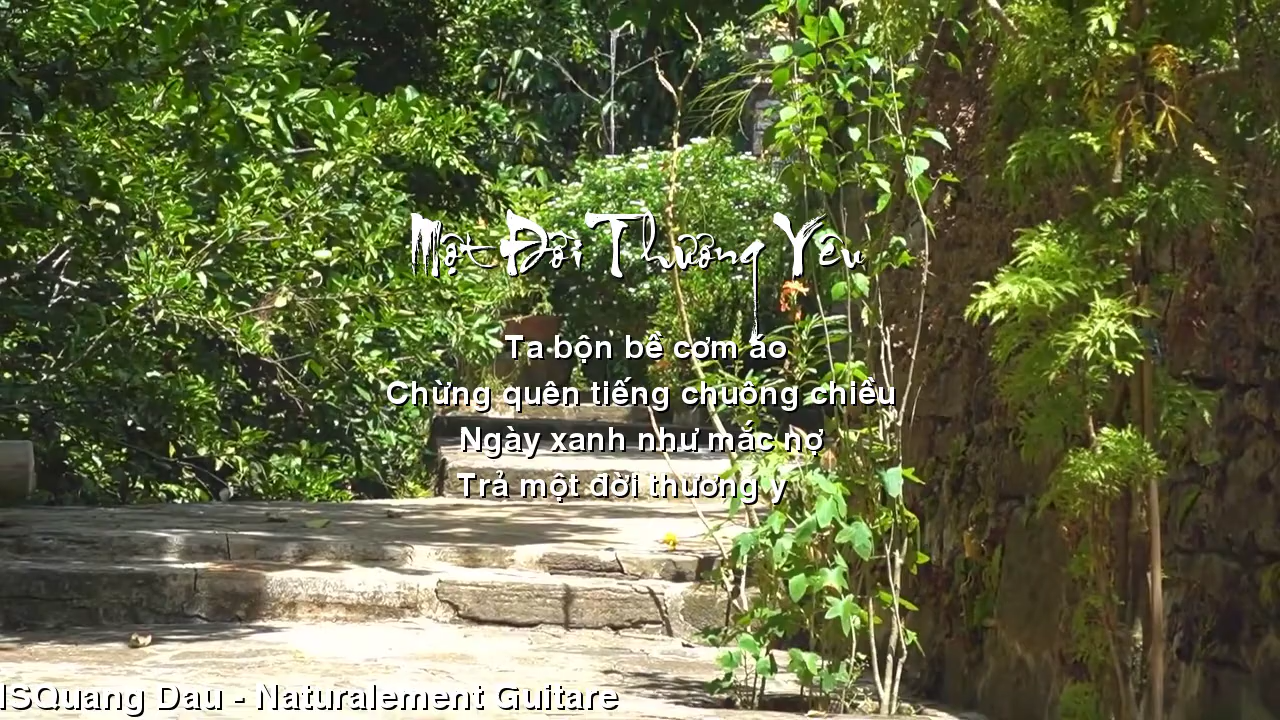 Một Đời Thương Yêu
Ta bộn bề cơm áo
Chừng quên tiếng chuông chiều
Ngày xanh như mắc nợ
Trả một đời thương y
NSQuang Dau - Naturalement Guitare